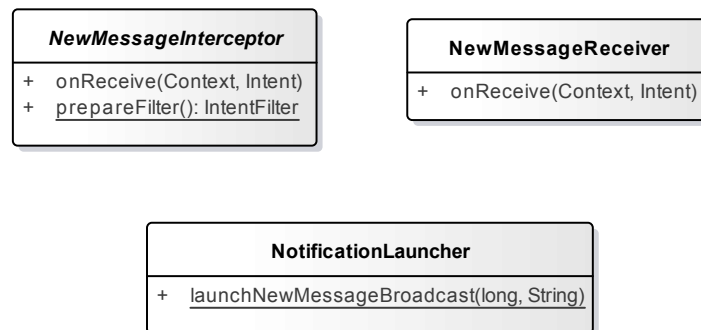 NewMessageInterceptor
+ onReceive(Context, Intent)
+ prepareFilter(): IntentFilter
NewMessageReceiver
+ onReceive(Context, Intent)
NotificationLauncher
+ launchNewMessageBroadcast(long, String)